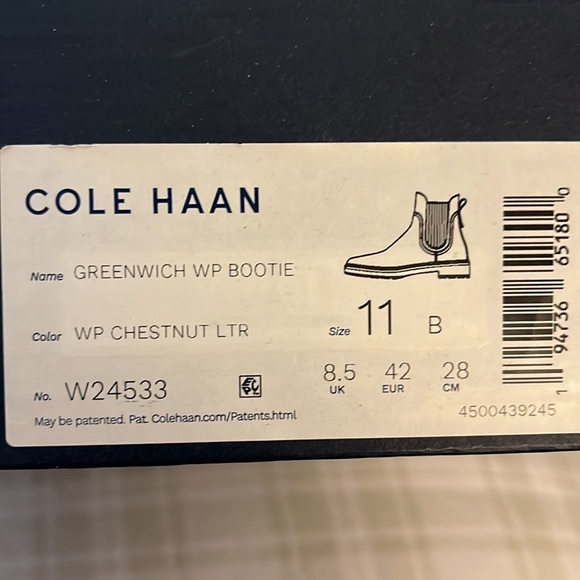 COLE HAAN
Name GREENWICH WP BOOTIE
Color WP CHESTNUT LTR
Size 11 B
No. W24533
8.5 42 28
UK EUR CM
May be patented. Pat. Colehaan.com/Patents.html
4500439245
1 94736 65180 0